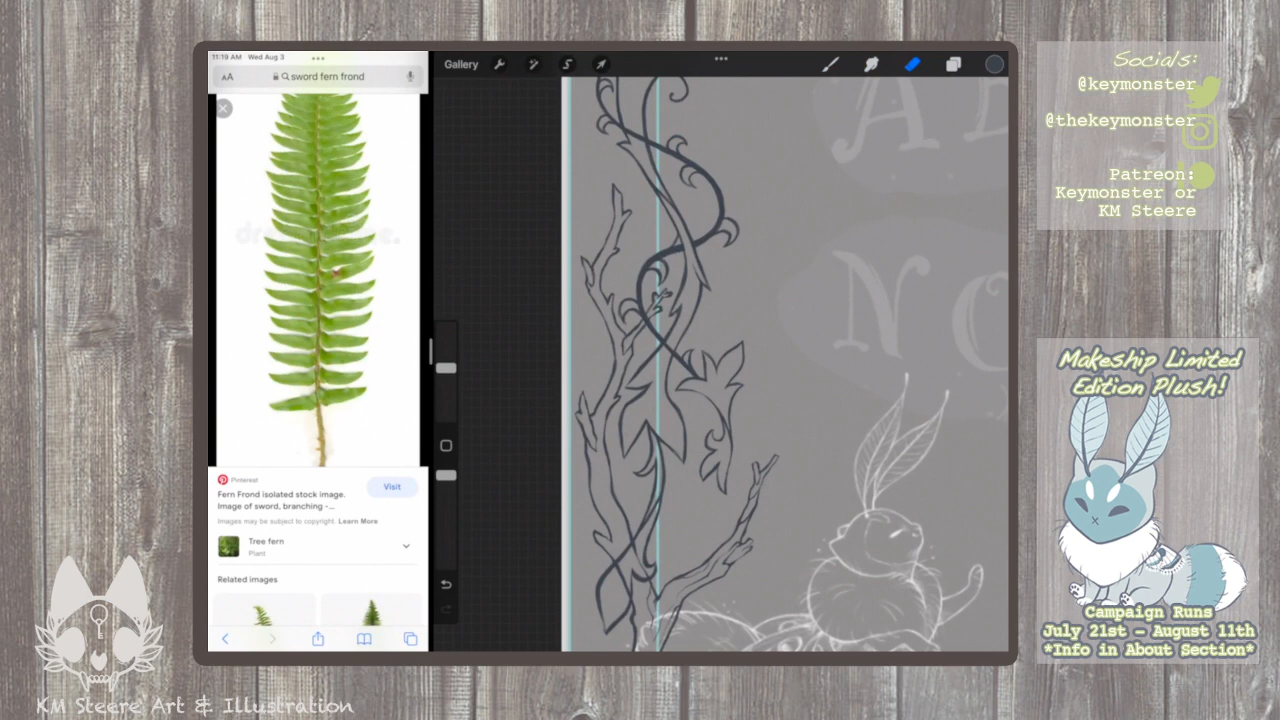 11:19 AM Wed Aug 3
AA sword fern frond
Pinterest
Fern Frond isolated stock image.
Image of sword, branching -...
Visit
Images may be subject to copyright. Learn More
Tree fern
Plant
Related images
Gallery
A
N O
Socials:
@keymonster
@thekeymonster
Patreon:
Keymonster or
KM Steere
Makeship Limited
Edition Plush!
Campaign Runs
July 21st - August 11th
*Info in About Section*
KM Steere Art & Illustration